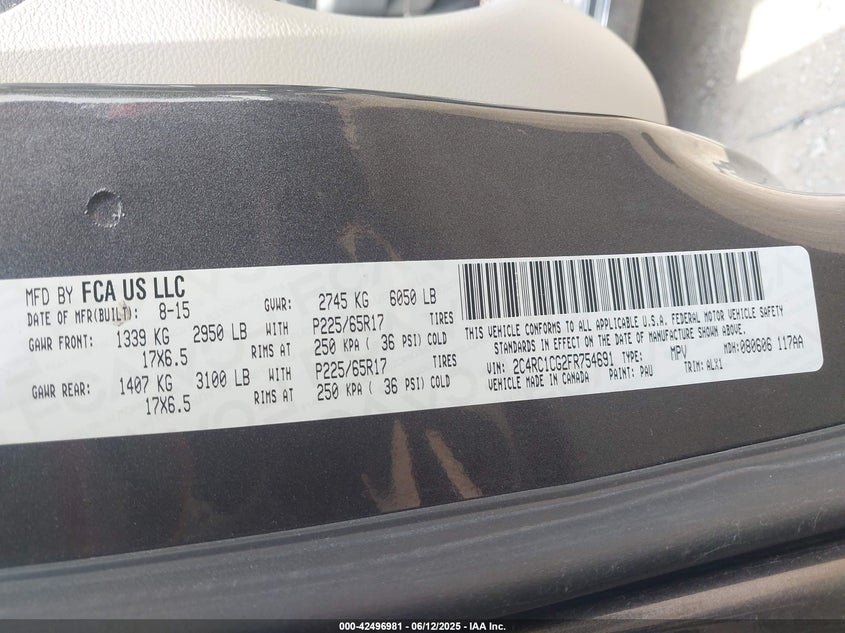 MFD BY FCA US LLC
DATE OF MFR(BUILT): 8-15 GVWR: 2745 KG 6050 LB
GAWR FRONT: 1339 KG 2950 LB WITH P225/65R17 TIRES
17X6.5 RIMS AT 250 KPA ( 36 PSI) COLD
GAWR REAR: 1407 KG 3100 LB WITH P225/65R17 TIRES
17X6.5 RIMS AT 250 KPA ( 36 PSI) COLD
THIS VEHICLE CONFORMS TO ALL APPLICABLE U.S.A. FEDERAL MOTOR VEHICLE SAFETY
STANDARDS IN EFFECT ON THE DATE OF MANUFACTURE SHOWN ABOVE.
VIN: 2C4RC1CG2FR754691 TYPE: MPV MDH: 080606 117AA
VEHICLE MADE IN CANADA PAINT: PAU TRIM: ALX1
000-42496981 - 06/12/2025 - IAA Inc.